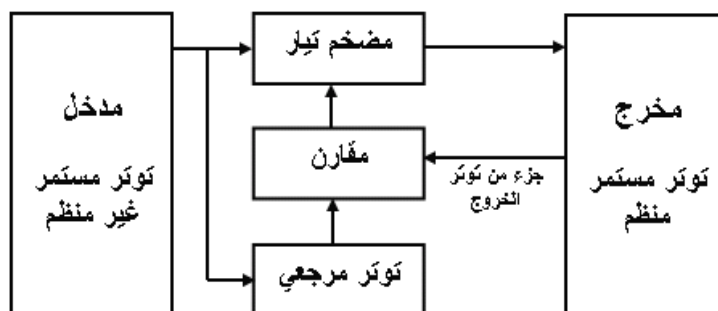 مدخل
توتر مستمر
غير منظم
مضخم تيار
مقارن
توتر مرجعي
جزء من توتر
الخروج
مخرج
توتر مستمر
منظم